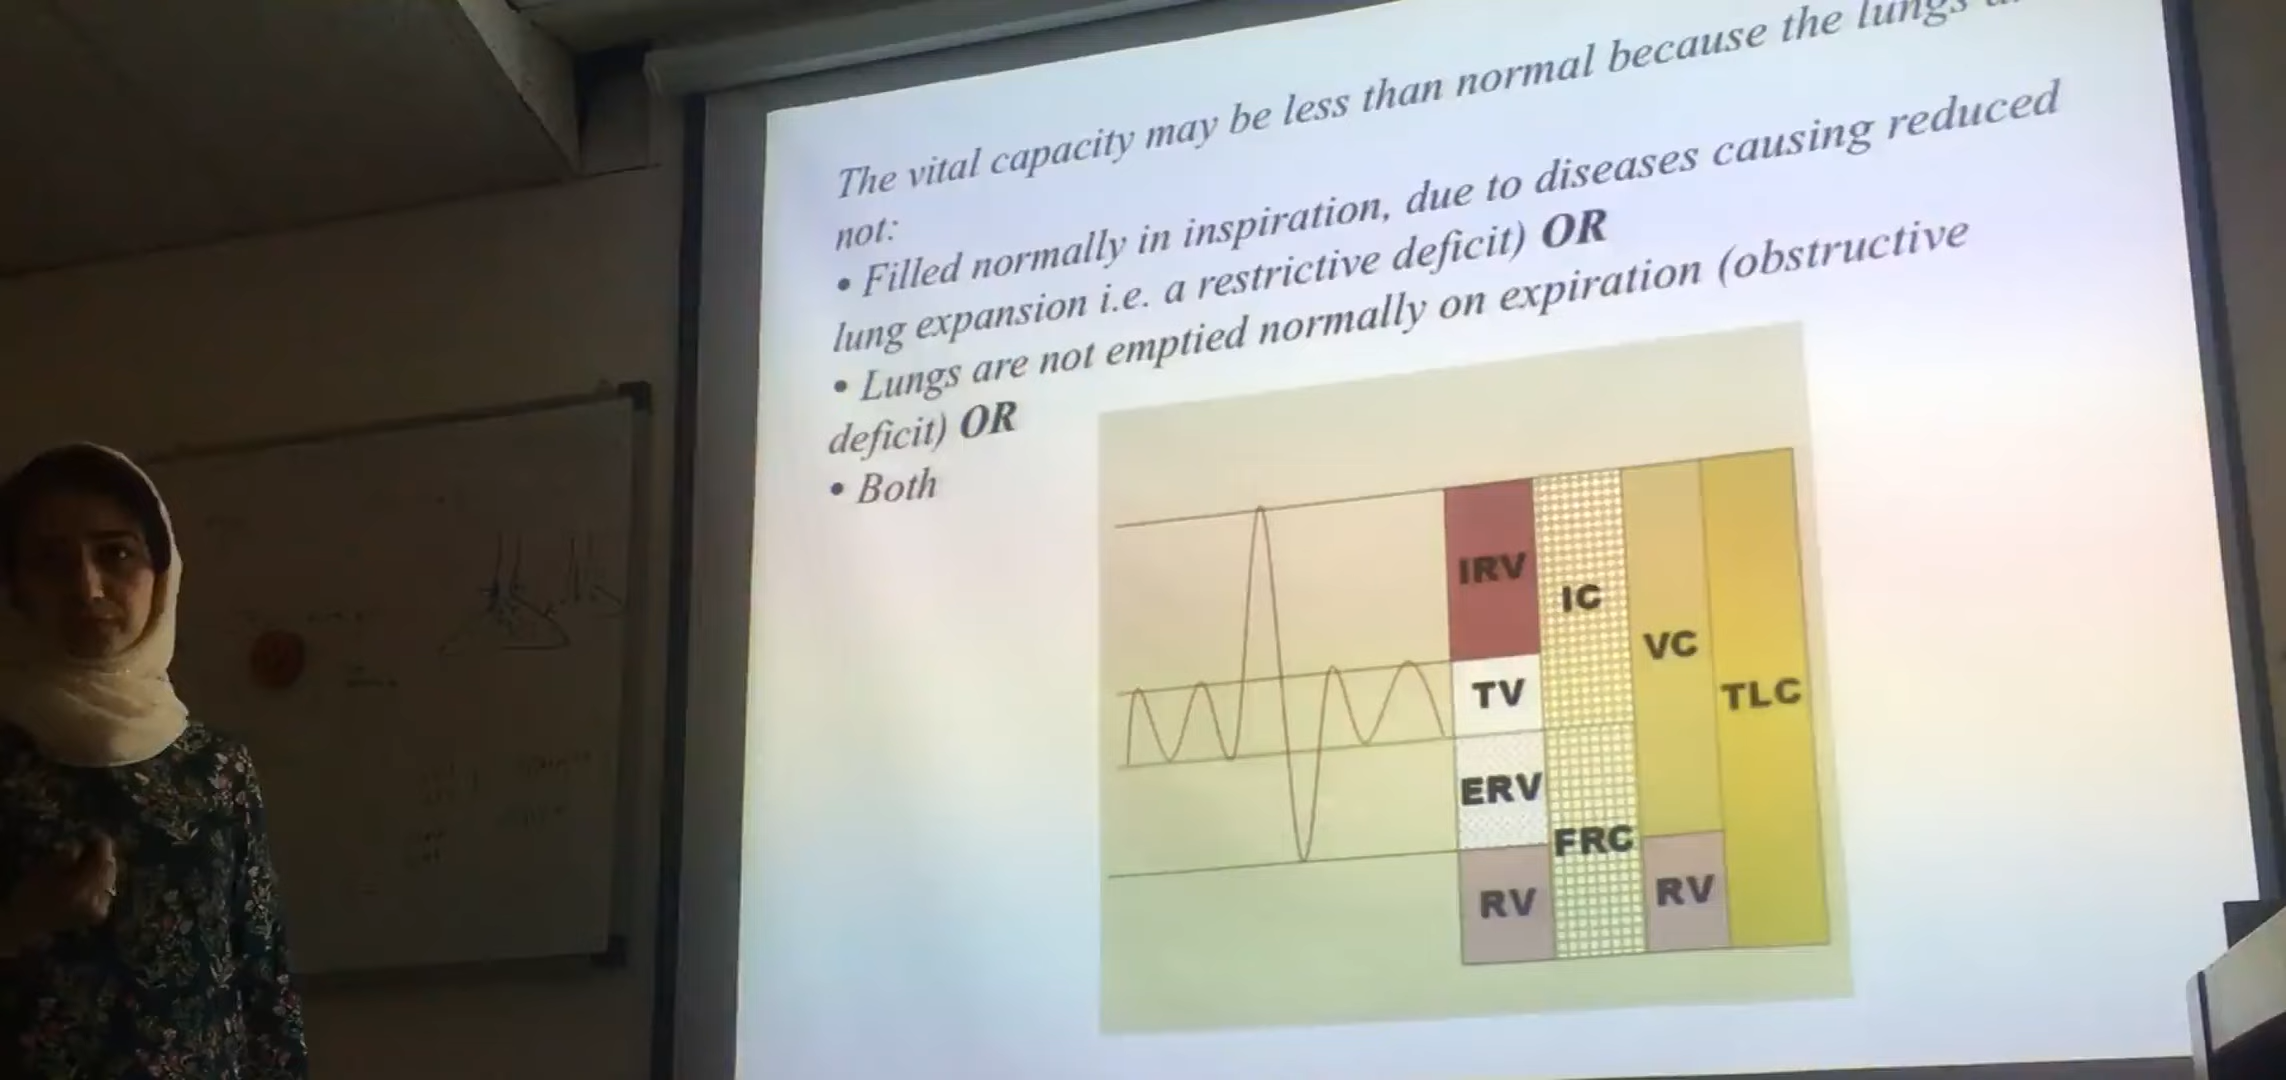 The vital capacity may be less than normal because the lungs
not:
• Filled normally in inspiration, due to diseases causing reduced
lung expansion i.e. a restrictive deficit) OR
• Lungs are not emptied normally on expiration (obstructive
deficit) OR
• Both
IRV
IC
VC
TLC
TV
ERV
FRC
RV
RV